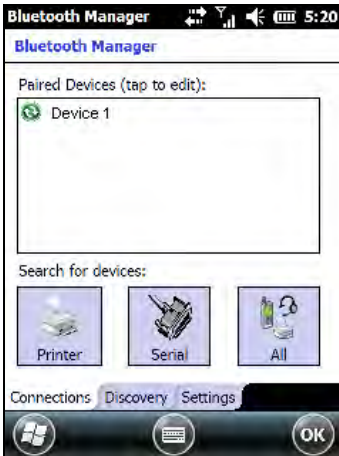 Bluetooth Manager 5:20
Bluetooth Manager
Paired Devices (tap to edit):
Device 1
Search for devices:
Printer Serial All
Connections Discovery Settings
OK